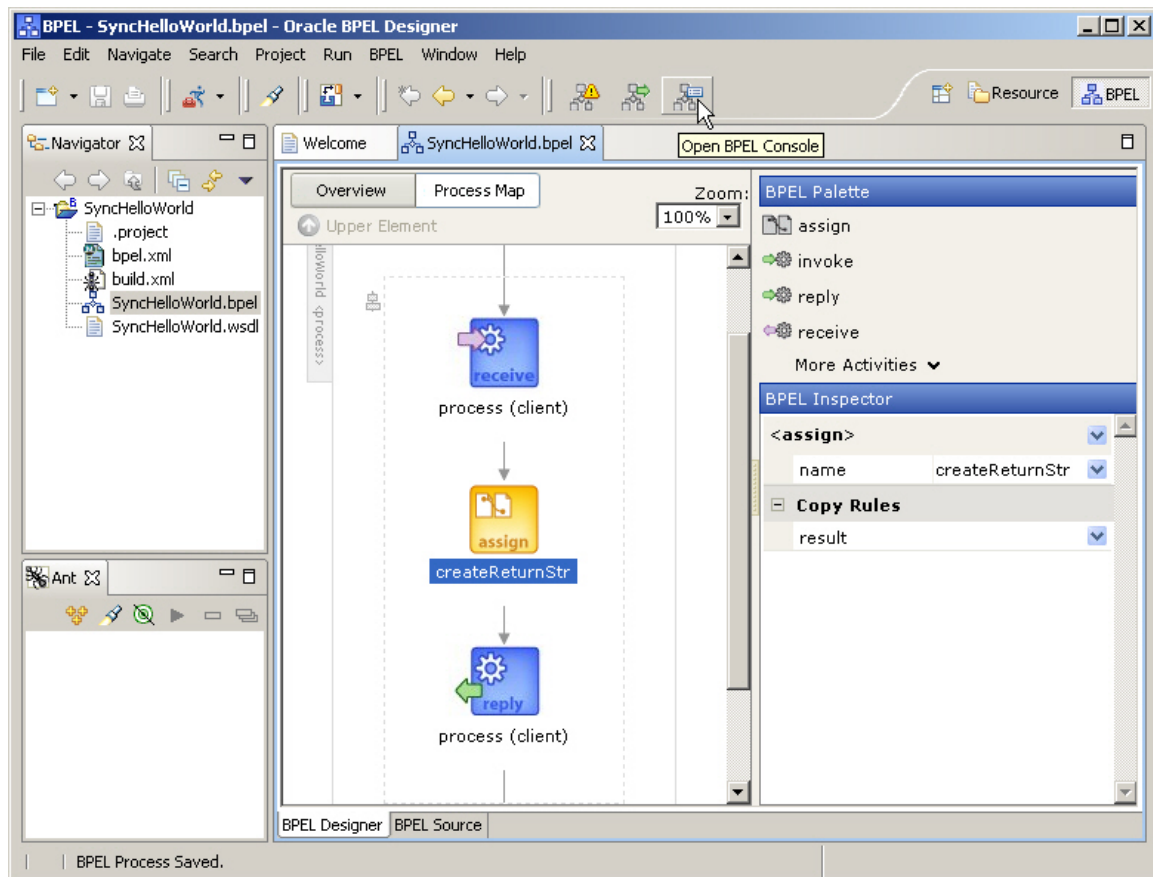 BPEL - SyncHelloWorld.bpel - Oracle BPEL Designer
File Edit Navigate Search Project Run BPEL Window Help
Resource BPEL
Navigator
Welcome SyncHelloWorld.bpel
Open BPEL Console
SyncHelloWorld
.project
bpel.xml
build.xml
SyncHelloWorld.bpel
SyncHelloWorld.wsdl
Ant
Overview Process Map
Zoom:
100%
Upper Element
lloWorld <process>
receive
process (client)
assign
createReturnStr
reply
process (client)
BPEL Designer BPEL Source
BPEL Palette
assign
invoke
reply
receive
More Activities
BPEL Inspector
<assign>
name createReturnStr
Copy Rules
result
BPEL Process Saved.